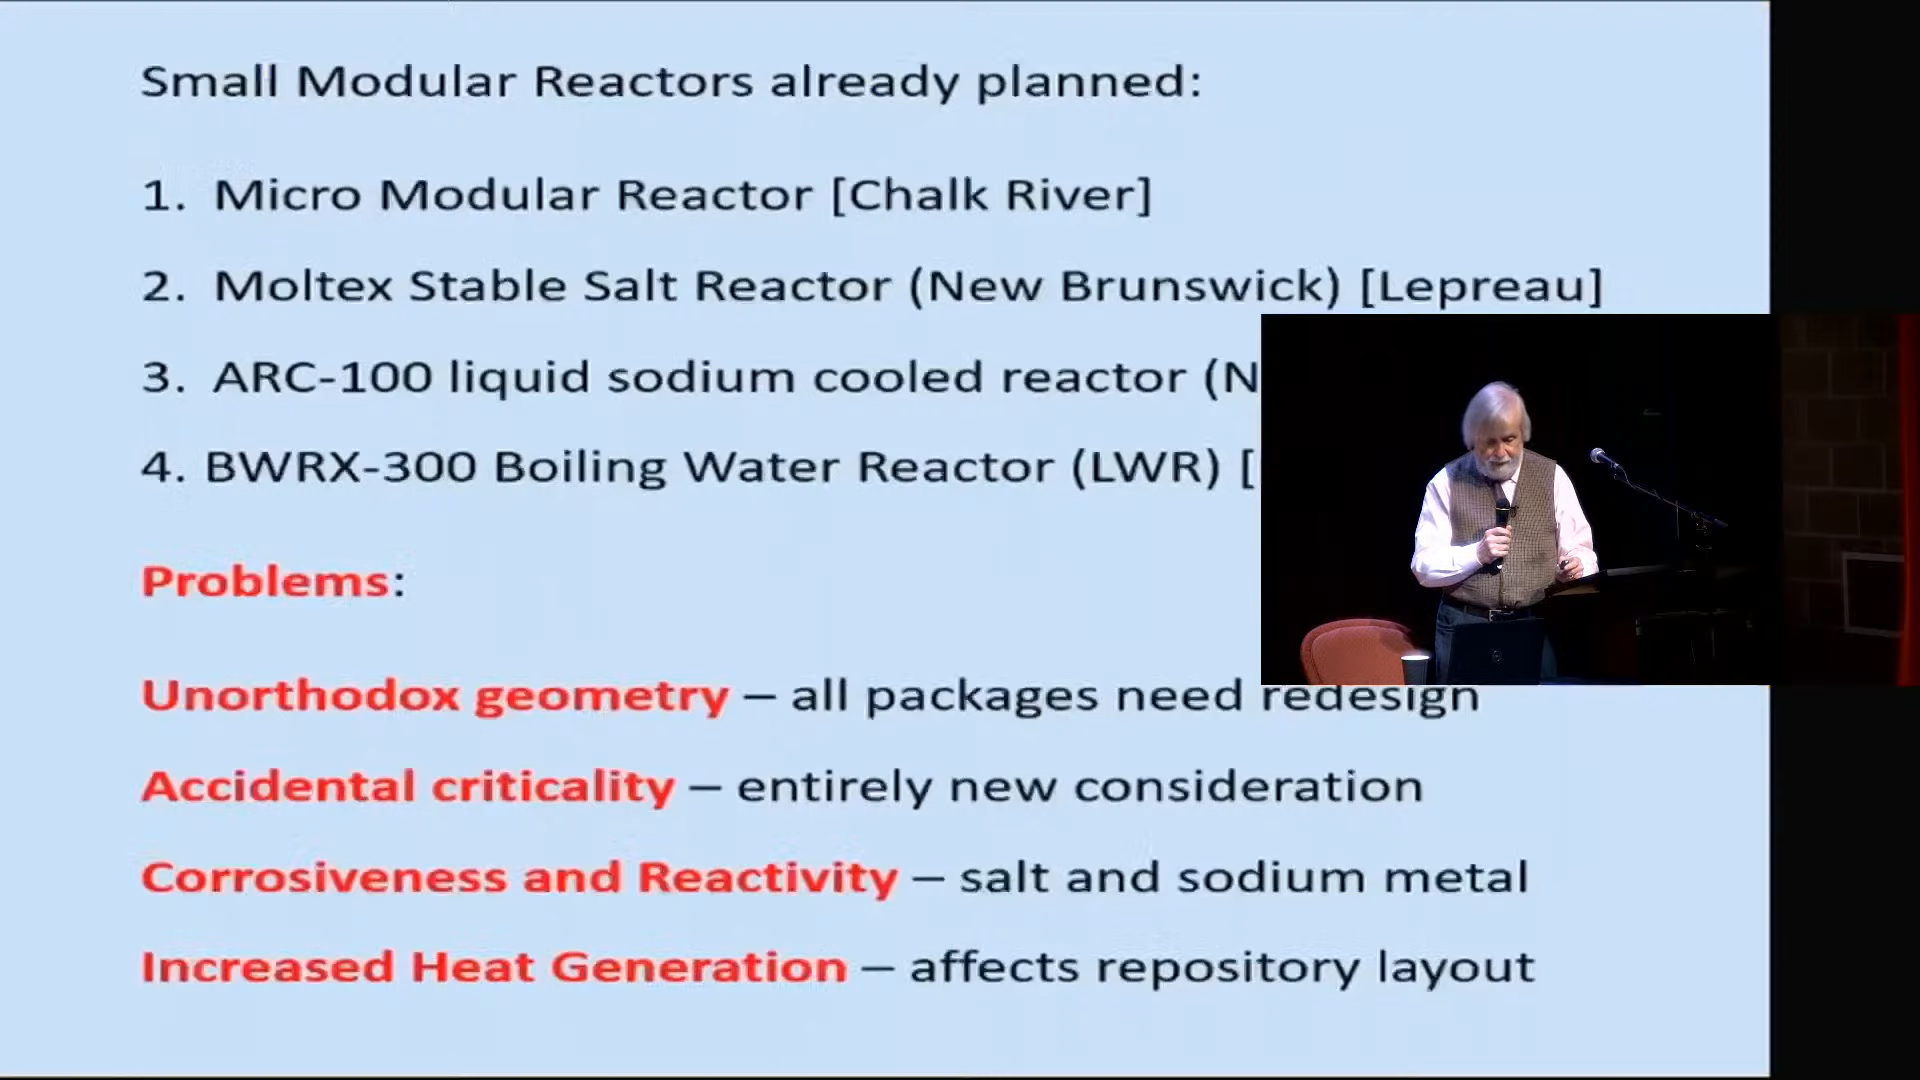 Small Modular Reactors already planned:
1. Micro Modular Reactor [Chalk River]
2. Moltex Stable Salt Reactor (New Brunswick) [Lepreau]
3. ARC-100 liquid sodium cooled reactor (N
4. BWRX-300 Boiling Water Reactor (LWR) [
Problems:
Unorthodox geometry – all packages need redesign
Accidental criticality – entirely new consideration
Corrosiveness and Reactivity – salt and sodium metal
Increased Heat Generation – affects repository layout